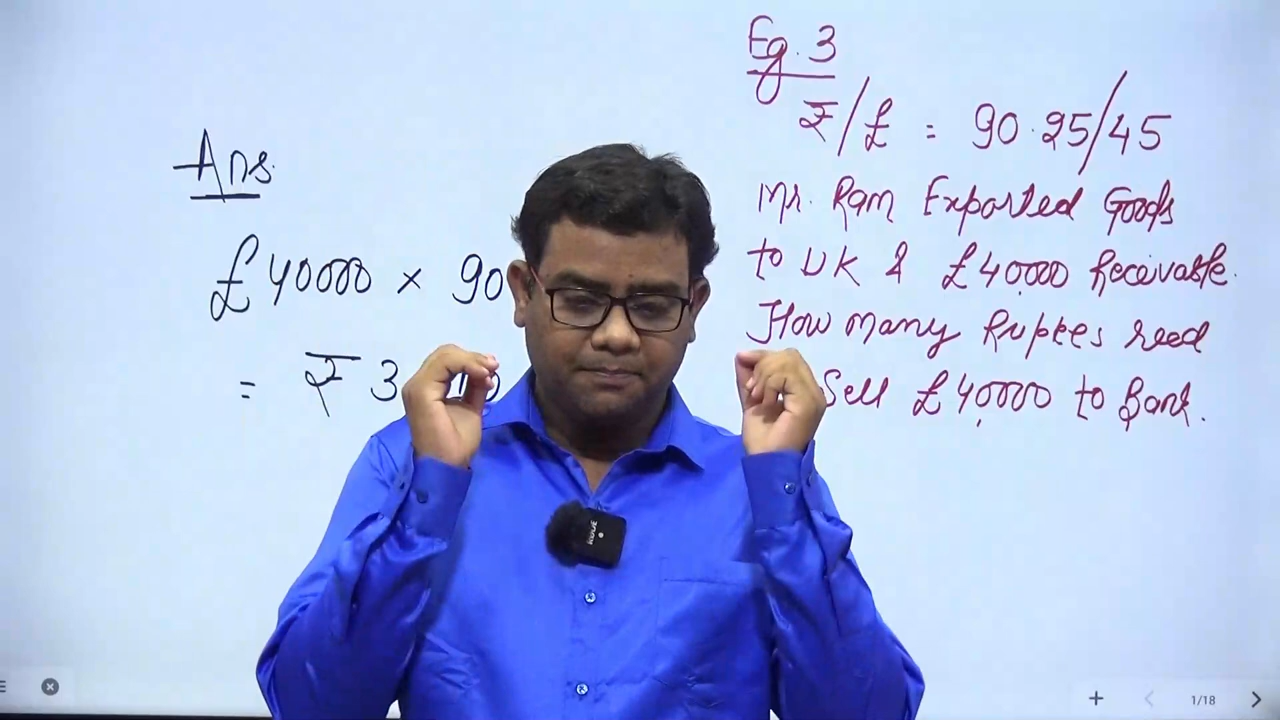 Eg. 3
₹/£ = 90.25/45
Mr. Ram Exported Goods
to UK & £40,000 Receivable.
How many Rupees recd
Sell £40,000 to Bank.
Ans.
£40000 × 90
= ₹ 3
1/18